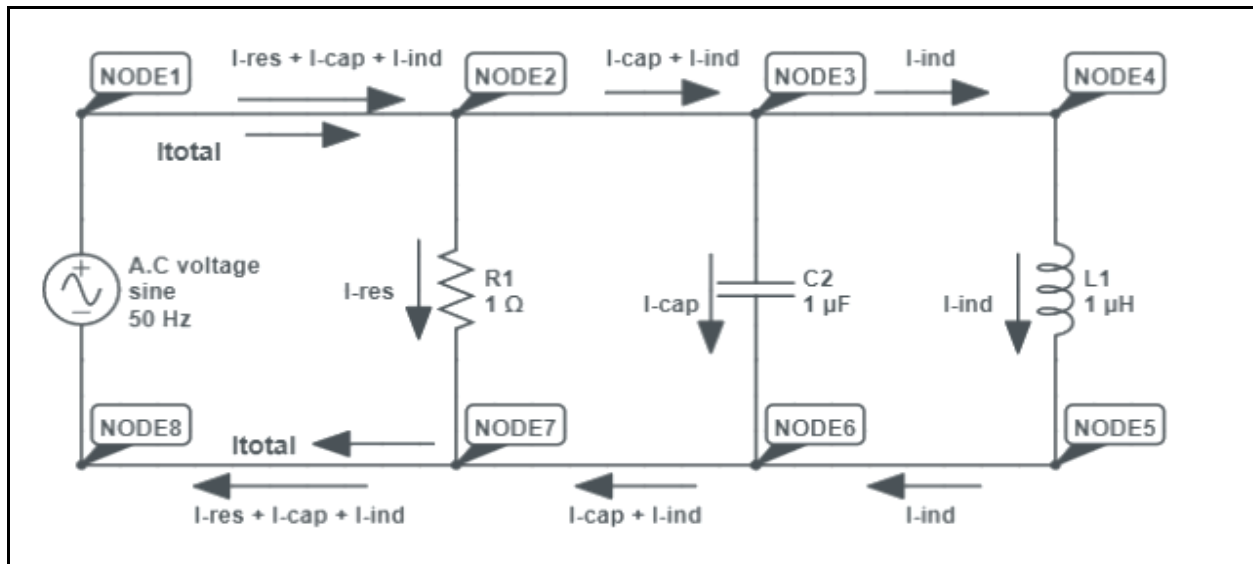 I-res + I-cap + I-ind
I-cap + I-ind
I-ind
NODE1
NODE2
NODE3
NODE4
Itotal
A.C voltage
sine
50 Hz
I-res
R1
1 Ω
I-cap
C2
1 µF
I-ind
L1
1 µH
NODE8
Itotal
NODE7
NODE6
NODE5
I-res + I-cap + I-ind
I-cap + I-ind
I-ind